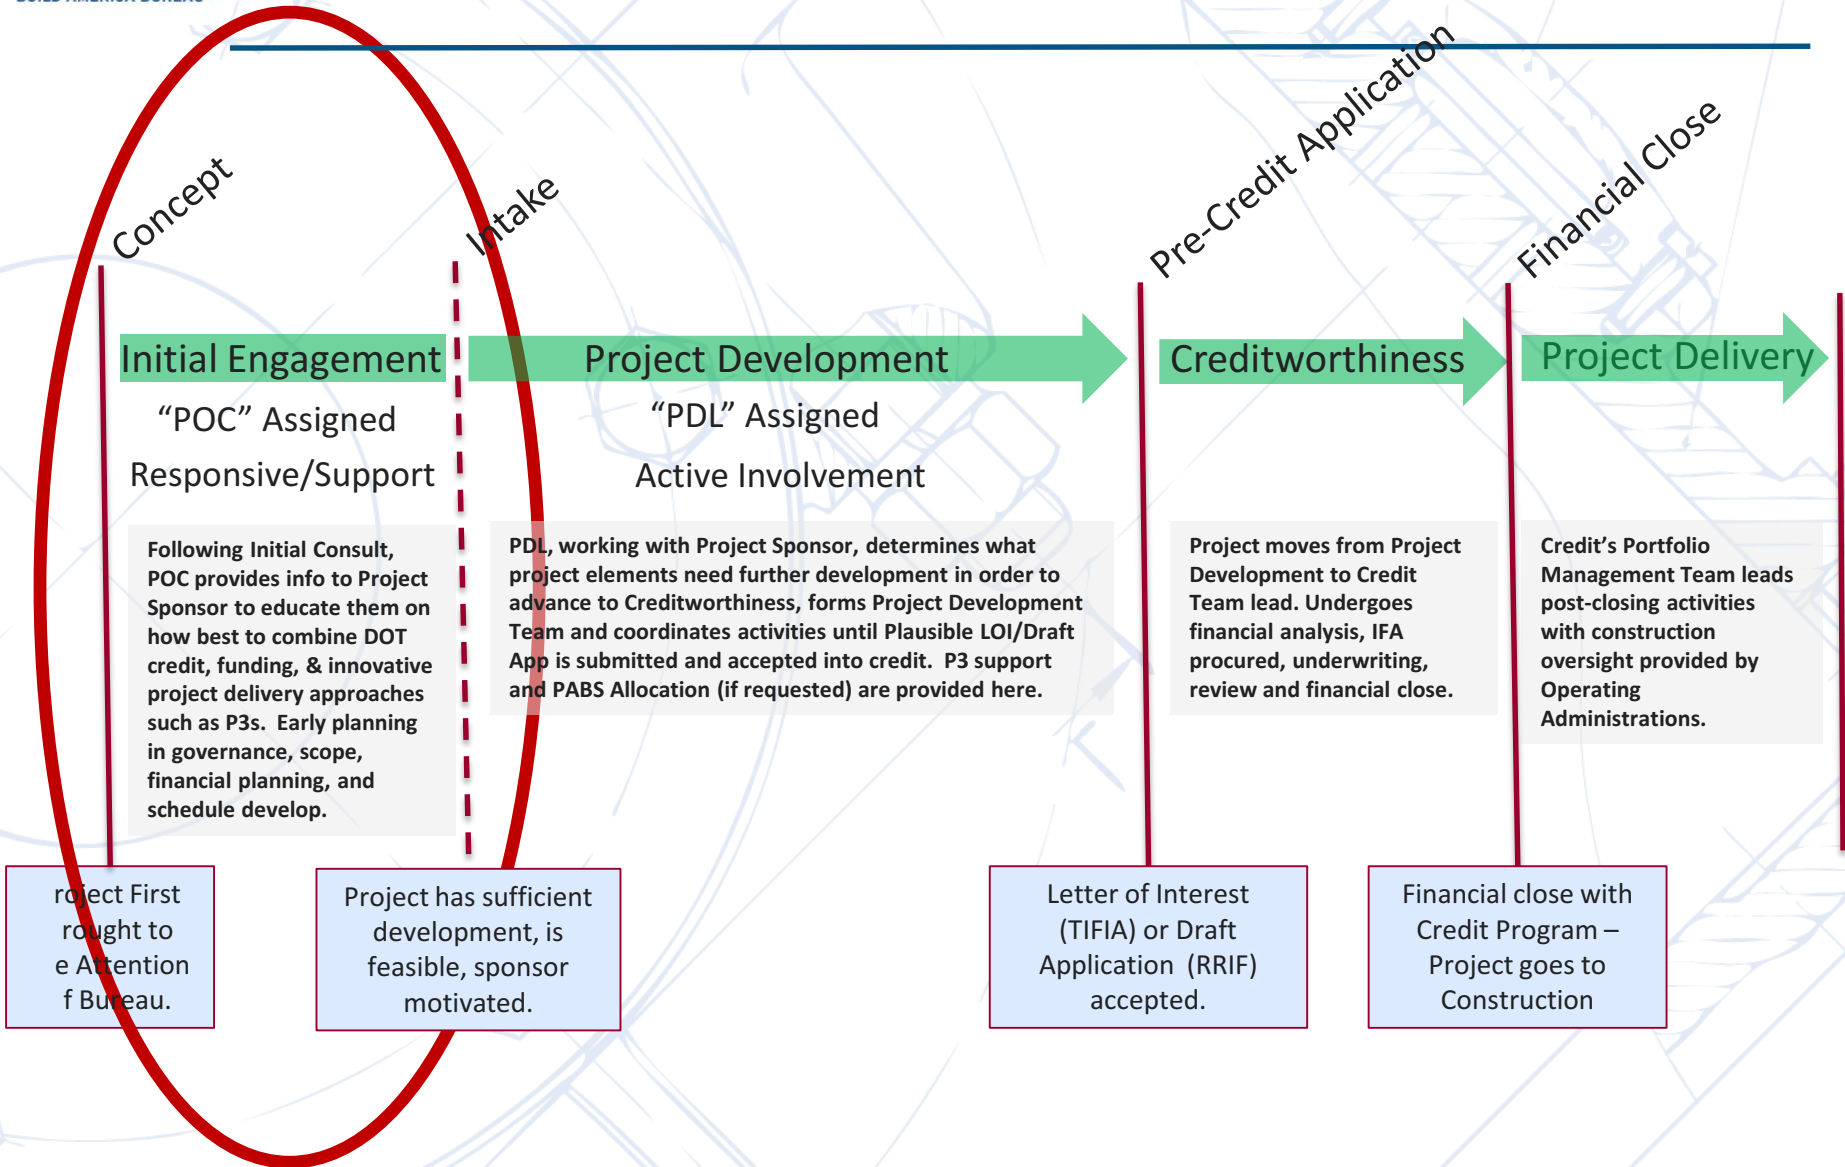 BUILD AMERICA BUREAU
Concept
Intake
Pre-Credit Application
Financial Close
Initial Engagement
"POC" Assigned
Responsive/Support
Following Initial Consult,
POC provides info to Project
Sponsor to educate them on
how best to combine DOT
credit, funding, & innovative
project delivery approaches
such as P3s.  Early planning
in governance, scope,
financial planning, and
schedule develop.
Project Development
"PDL" Assigned
Active Involvement
PDL, working with Project Sponsor, determines what
project elements need further development in order to
advance to Creditworthiness, forms Project Development
Team and coordinates activities until Plausible LOI/Draft
App is submitted and accepted into credit.  P3 support
and PABS Allocation (if requested) are provided here.
Creditworthiness
Project moves from Project
Development to Credit
Team lead. Undergoes
financial analysis, IFA
procured, underwriting,
review and financial close.
Project Delivery
Credit's Portfolio
Management Team leads
post-closing activities
with construction
oversight provided by
Operating
Administrations.
roject First
rought to
e Attention
f Bureau.
Project has sufficient
development, is
feasible, sponsor
motivated.
Letter of Interest
(TIFIA) or Draft
Application  (RRIF)
accepted.
Financial close with
Credit Program –
Project goes to
Construction